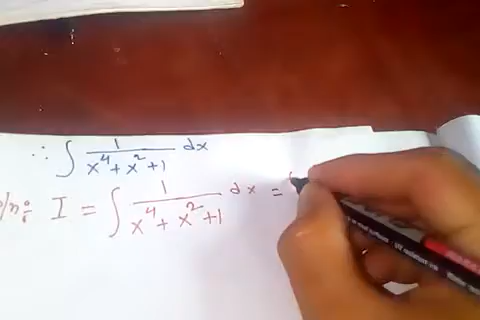 ∴ ∫ 1/(x⁴+x²+1) dx
I = ∫ 1/(x⁴+x²+1) dx =